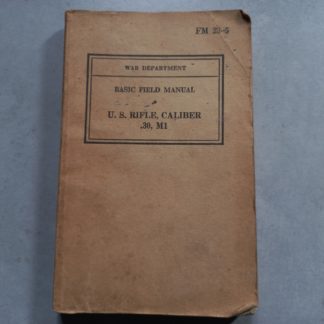 FM 23-5
WAR DEPARTMENT
BASIC FIELD MANUAL
U. S. RIFLE, CALIBER
.30, M1